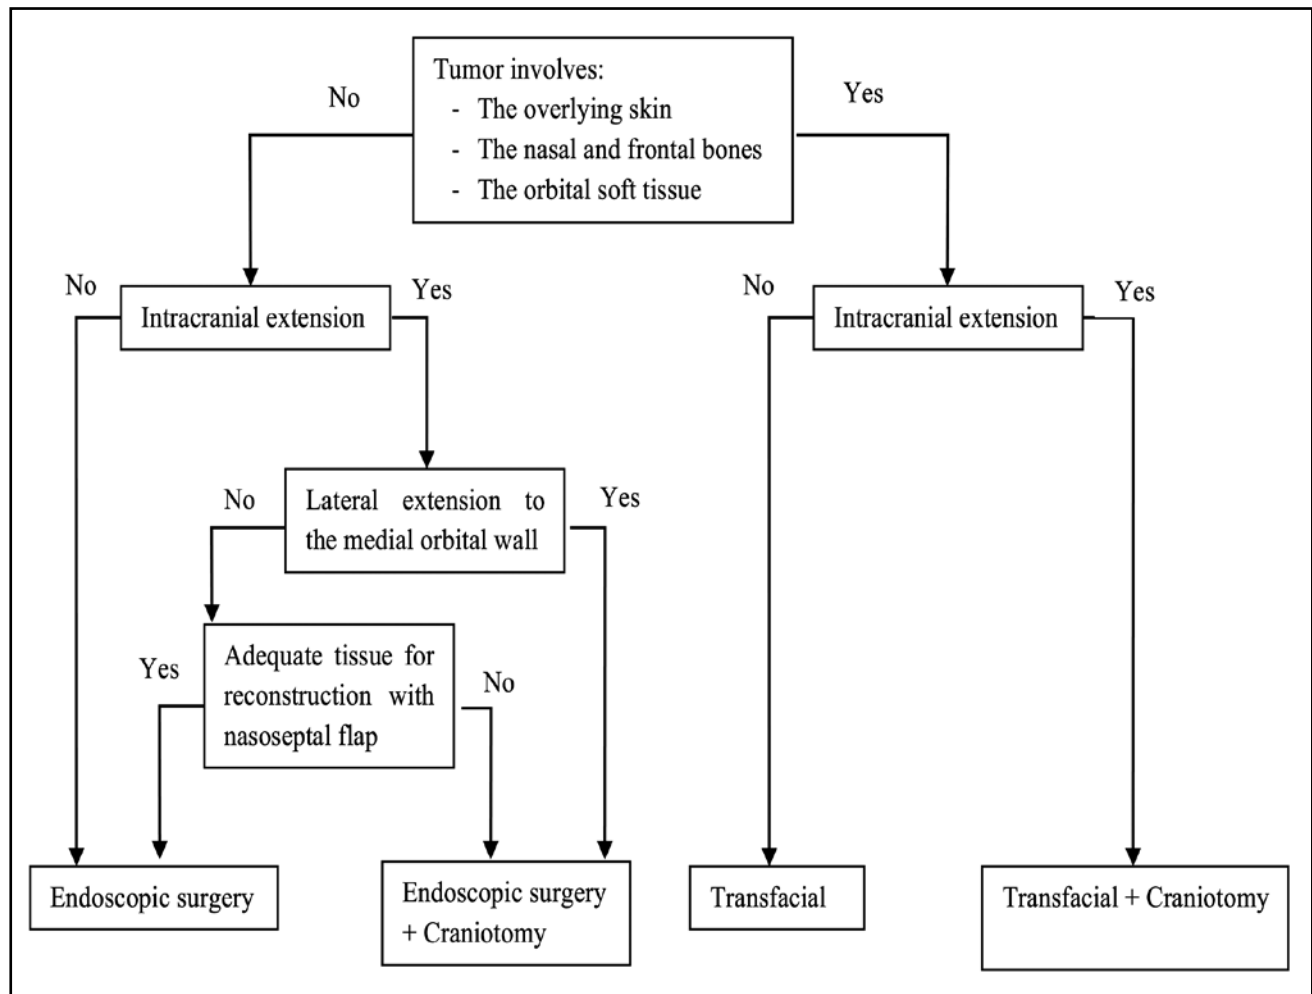 Tumor involves:
- The overlying skin
- The nasal and frontal bones
- The orbital soft tissue
No
Yes
No
Intracranial extension
Yes
No
Intracranial extension
Yes
No
Lateral extension to
the medial orbital wall
Yes
Yes
Adequate tissue for
reconstruction with
nasoseptal flap
No
Endoscopic surgery
Endoscopic surgery
+ Craniotomy
Transfacial
Transfacial + Craniotomy